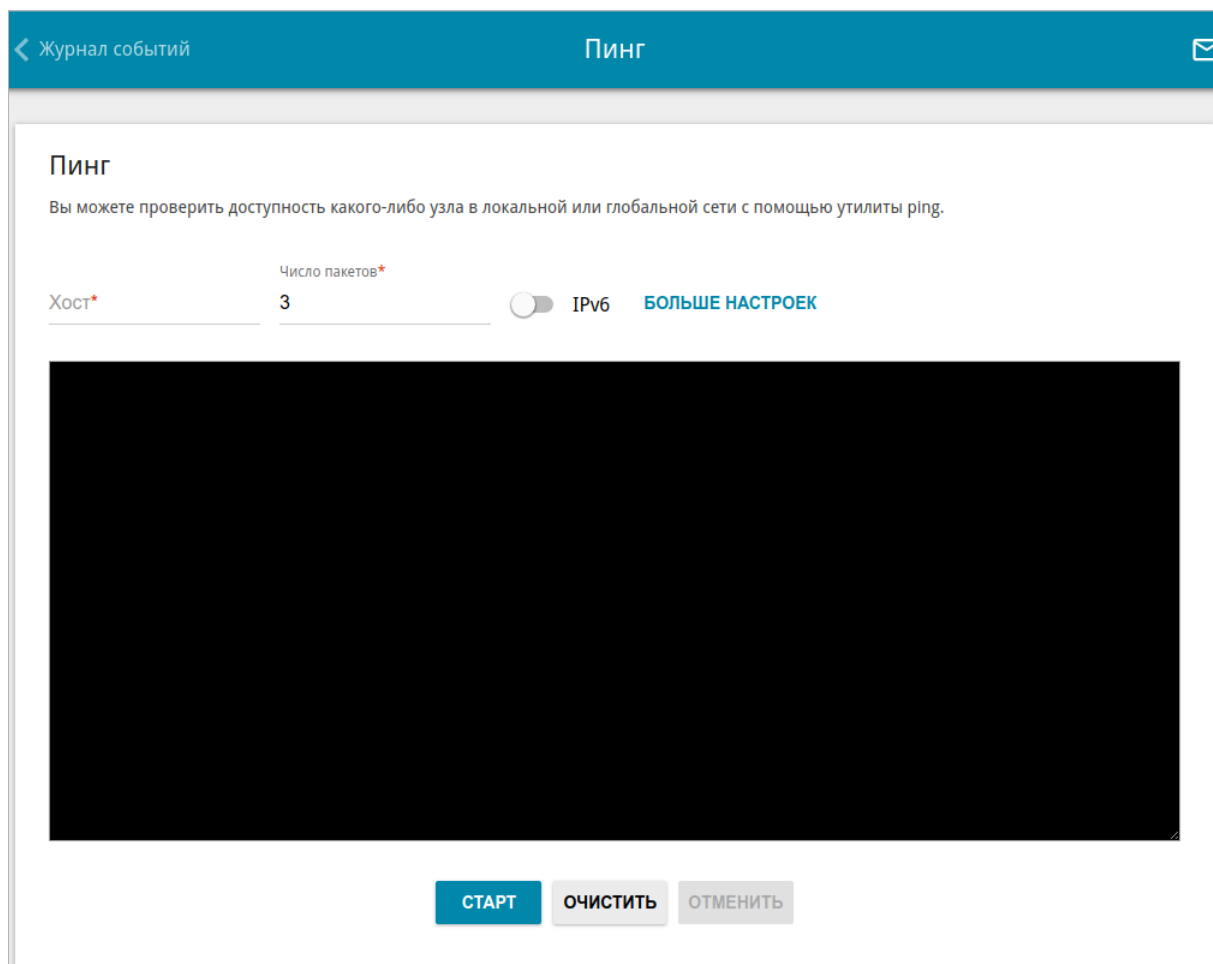 Журнал событий
Пинг
Пинг
Вы можете проверить доступность какого-либо узла в локальной или глобальной сети с помощью утилиты ping.
Число пакетов*
Хост*
3
IPv6
БОЛЬШЕ НАСТРОЕК
СТАРТ
ОЧИСТИТЬ
ОТМЕНИТЬ